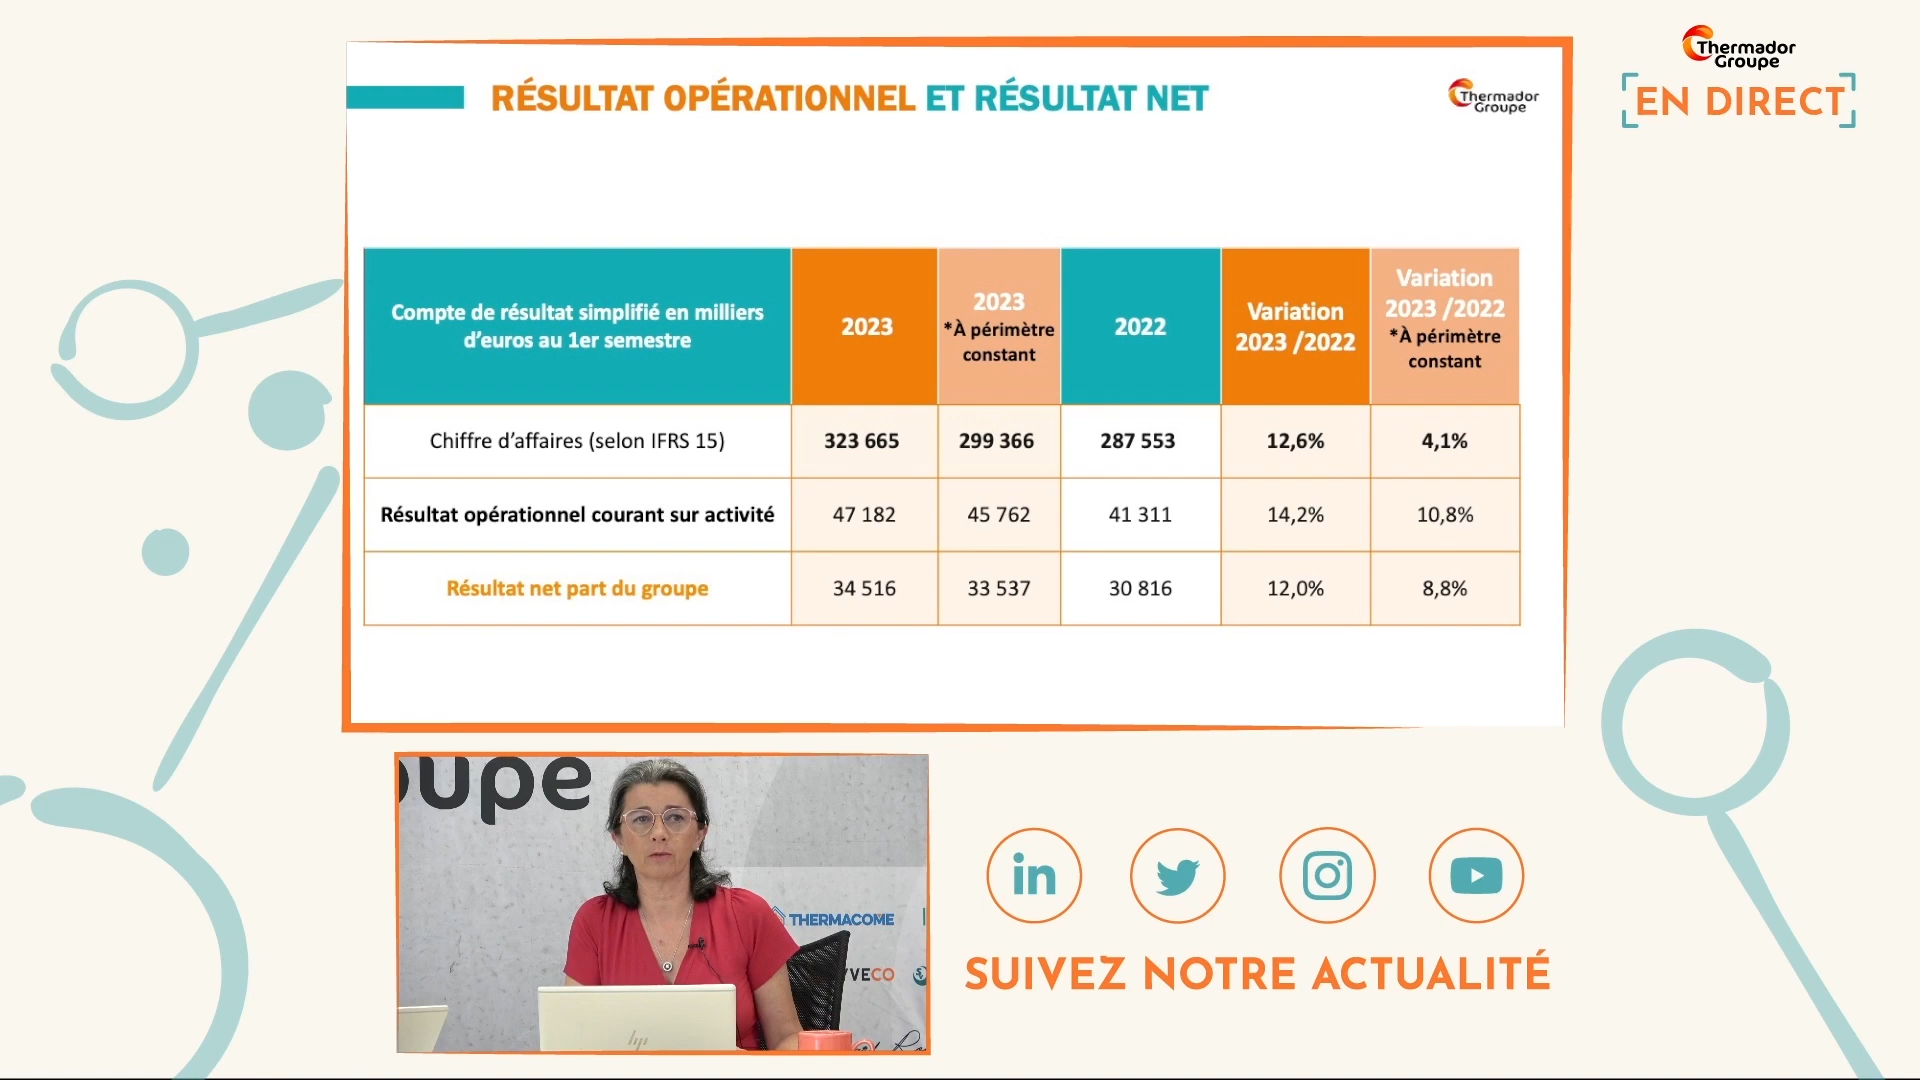 Thermador
Groupe
EN DIRECT
RÉSULTAT OPÉRATIONNEL ET RÉSULTAT NET
Thermador
Groupe
Compte de résultat simplifié en milliers
d'euros au 1er semestre
2023
2023
*À périmètre
constant
2022
Variation
2023 /2022
Variation
2023 /2022
*À périmètre
constant
Chiffre d'affaires (selon IFRS 15)
323 665
299 366
287 553
12,6%
4,1%
Résultat opérationnel courant sur activité
47 182
45 762
41 311
14,2%
10,8%
Résultat net part du groupe
34 516
33 537
30 816
12,0%
8,8%
oupe
THERMACOME
VECO
hp
in
SUIVEZ NOTRE ACTUALITÉ